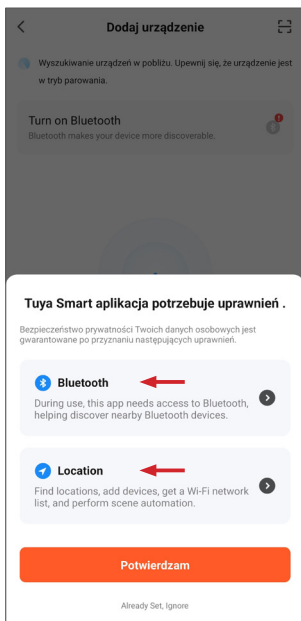 Dodaj urządzenie
Wyszukiwanie urządzeń w pobliżu. Upewnij się, że urządzenie jest
w tryb parowania.
Turn on Bluetooth
Bluetooth makes your device more discoverable.
Tuya Smart aplikacja potrzebuje uprawnień .
Bezpieczeństwo prywatności Twoich danych osobowych jest
gwarantowane po przyznaniu następujących uprawnień.
Bluetooth
During use, this app needs access to Bluetooth,
helping discover nearby Bluetooth devices.
Location
Find locations, add devices, get a Wi-Fi network
list, and perform scene automation.
Potwierdzam
Already Set, Ignore